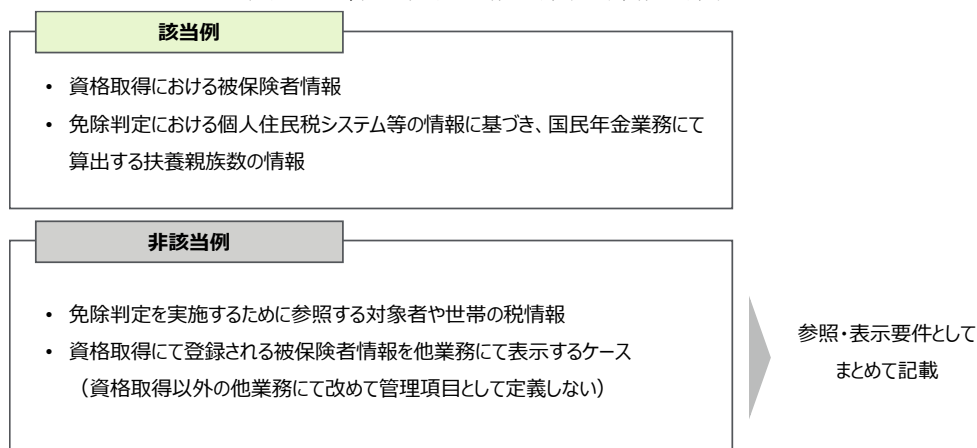 該当例
• 資格取得における被保険者情報
• 免除判定における個人住民税システム等の情報に基づき、国民年金業務にて
算出する扶養親族数の情報
非該当例
• 免除判定を実施するために参照する対象者や世帯の税情報
• 資格取得にて登録される被保険者情報を他業務にて表示するケース
（資格取得以外の他業務にて改めて管理項目として定義しない）
参照・表示要件として
まとめて記載